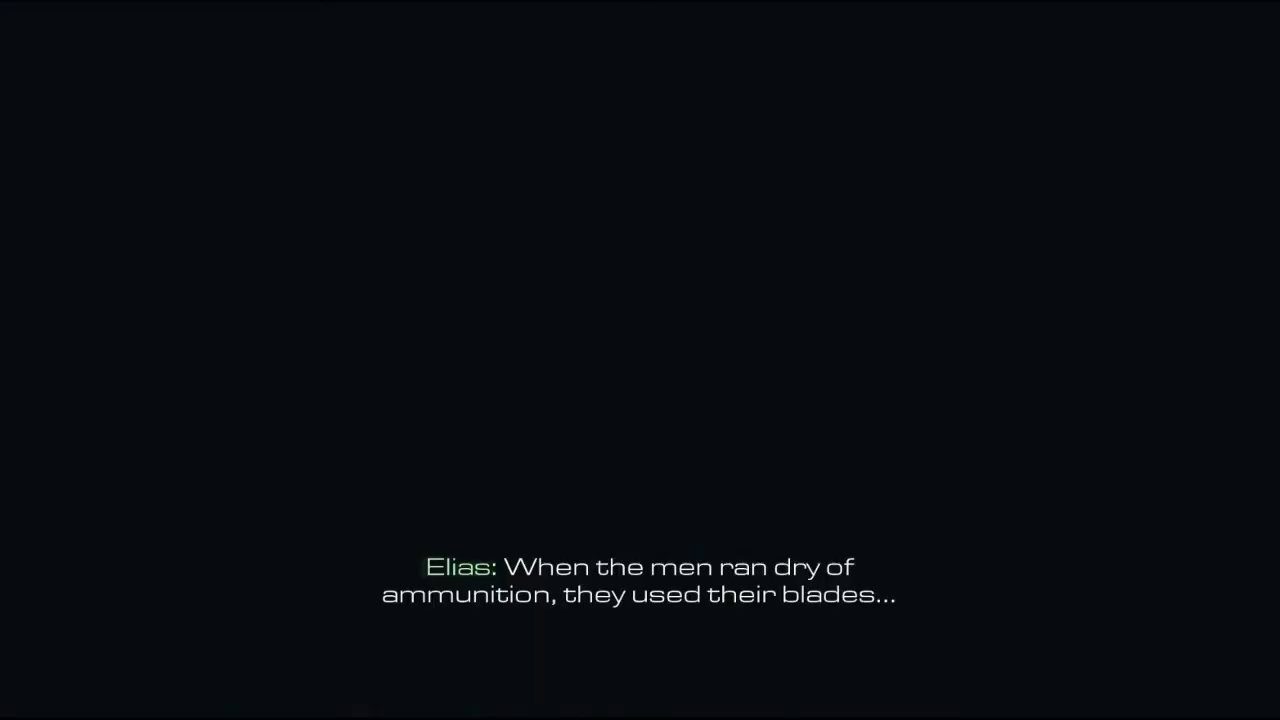 Elias: When the men ran dry of
ammunition, they used their blades...